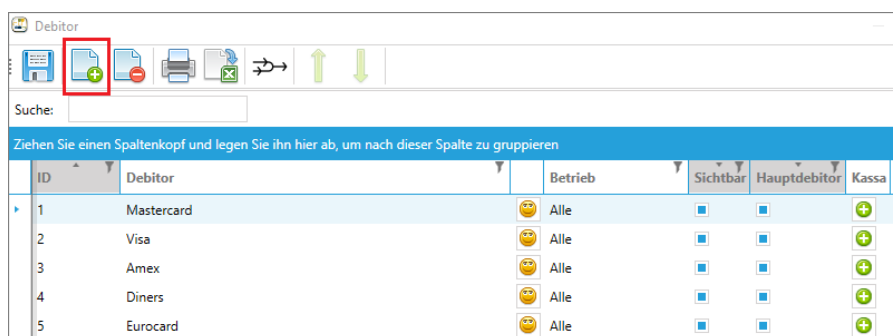 Debitor
Suche:
Ziehen Sie einen Spaltenkopf und legen Sie ihn hier ab, um nach dieser Spalte zu gruppieren
ID Debitor Betrieb Sichtbar Hauptdebitor Kassa
1 Mastercard Alle
2 Visa Alle
3 Amex Alle
4 Diners Alle
5 Eurocard Alle